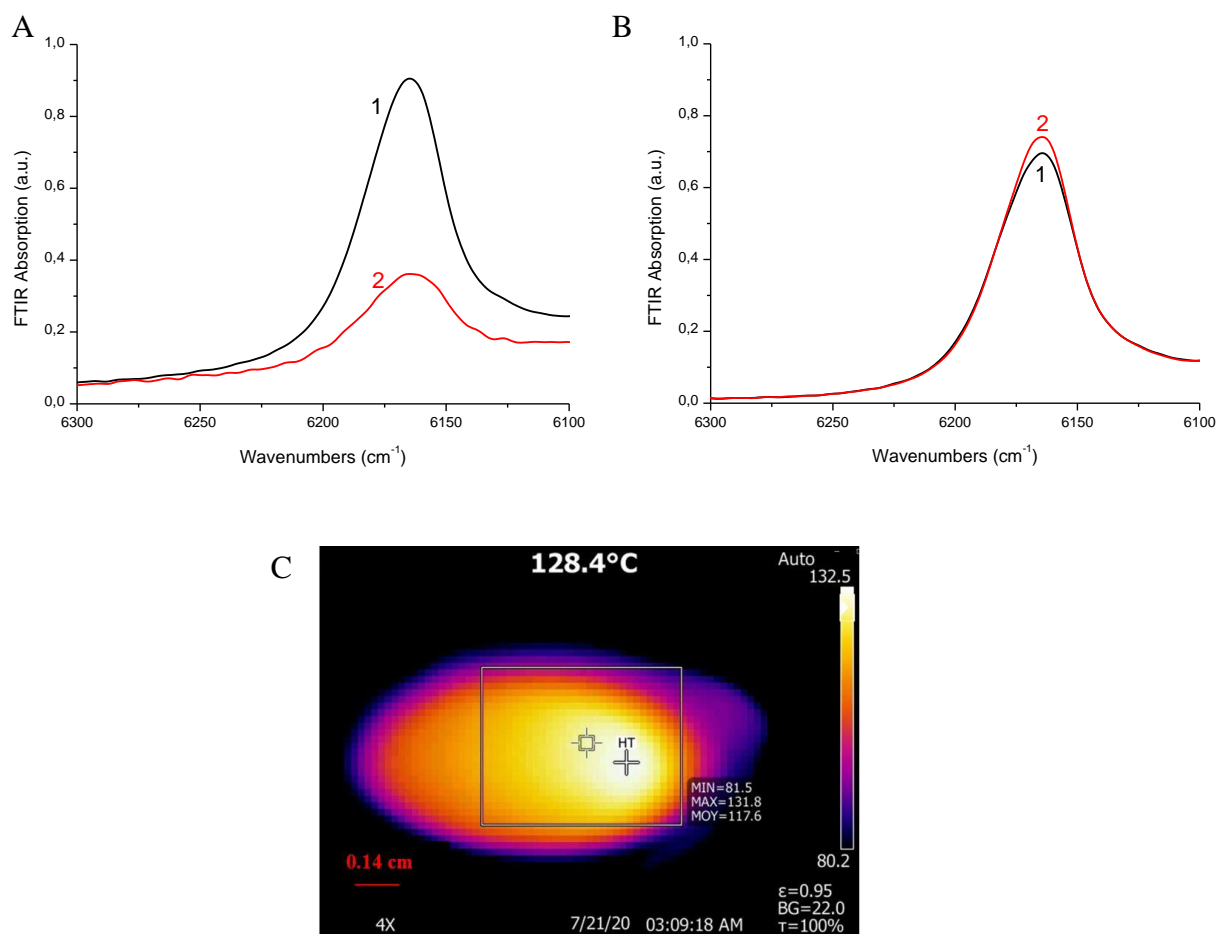 A
1,0
0,8
0,6
0,4
0,2
0,0
FTIR Absorption (a.u.)
1
2
6300 6250 6200 6150 6100
Wavenumbers (cm⁻¹)
B
1,0
0,8
0,6
0,4
0,2
0,0
FTIR Absorption (a.u.)
2
1
6300 6250 6200 6150 6100
Wavenumbers (cm⁻¹)
C
128.4°C
Auto
132.5
HT
MIN=81.5
MAX=131.8
MOY=117.6
0.14 cm
80.2
ε=0.95
BG=22.0
τ=100%
4X 7/21/20 03:09:18 AM